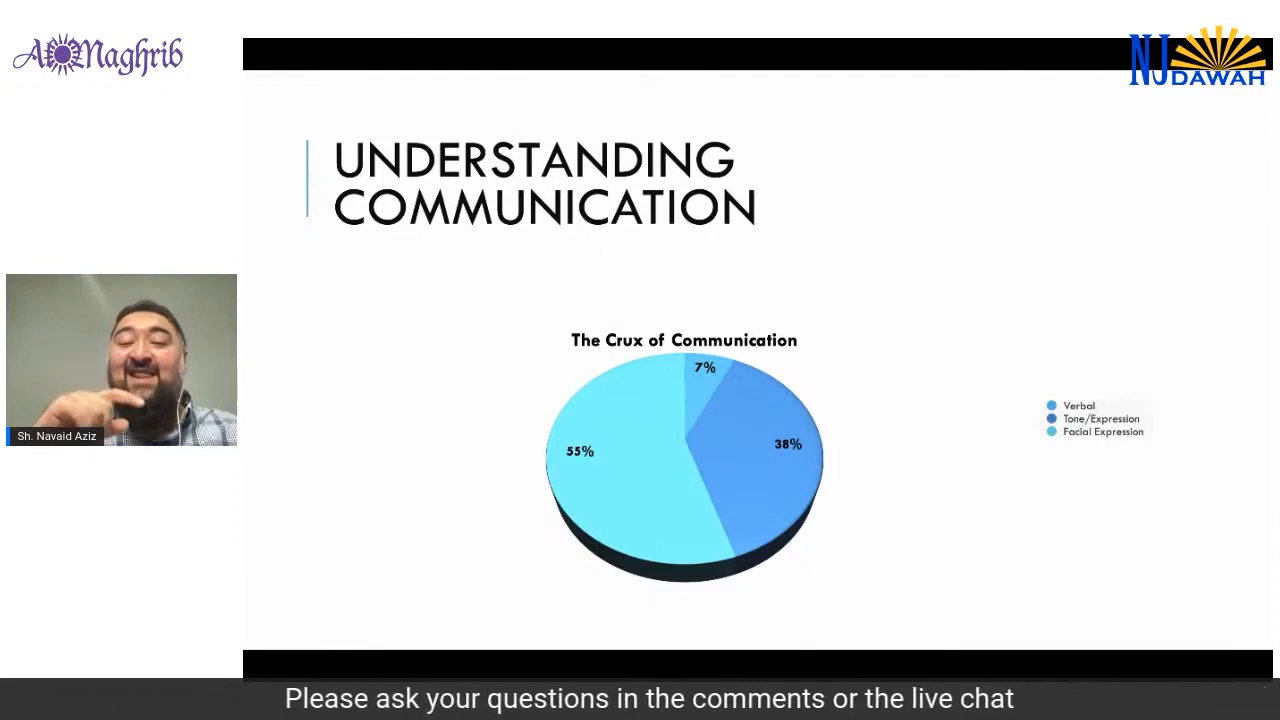 AlMaghrib
NJ
DAWAH
UNDERSTANDING
COMMUNICATION
The Crux of Communication
7%
38%
55%
Verbal
Tone/Expression
Facial Expression
Sh. Navaid Aziz
Please ask your questions in the comments or the live chat